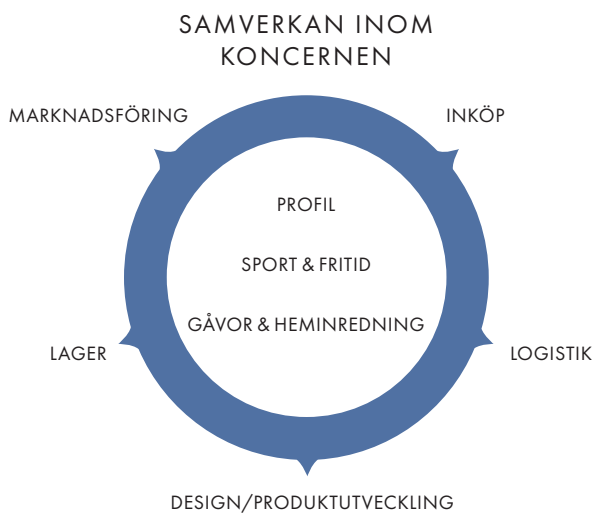 SAMVERKAN INOM
KONCERNEN
MARKNADSFÖRING
INKÖP
PROFIL
SPORT & FRITID
GÅVOR & HEMINREDNING
LAGER
LOGISTIK
DESIGN/PRODUKTUTVECKLING